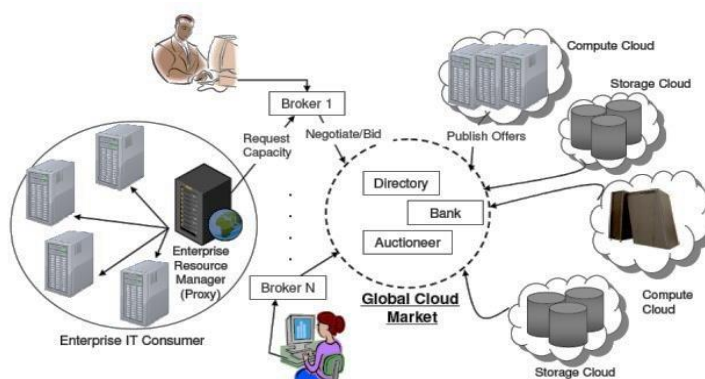 Compute Cloud
Storage Cloud
Broker 1
Request
Capacity
Negotiate/Bid
Publish Offers
Directory
Bank
Auctioneer
Enterprise
Resource
Manager
(Proxy)
Broker N
Global Cloud
Market
Compute
Cloud
Enterprise IT Consumer
Storage Cloud